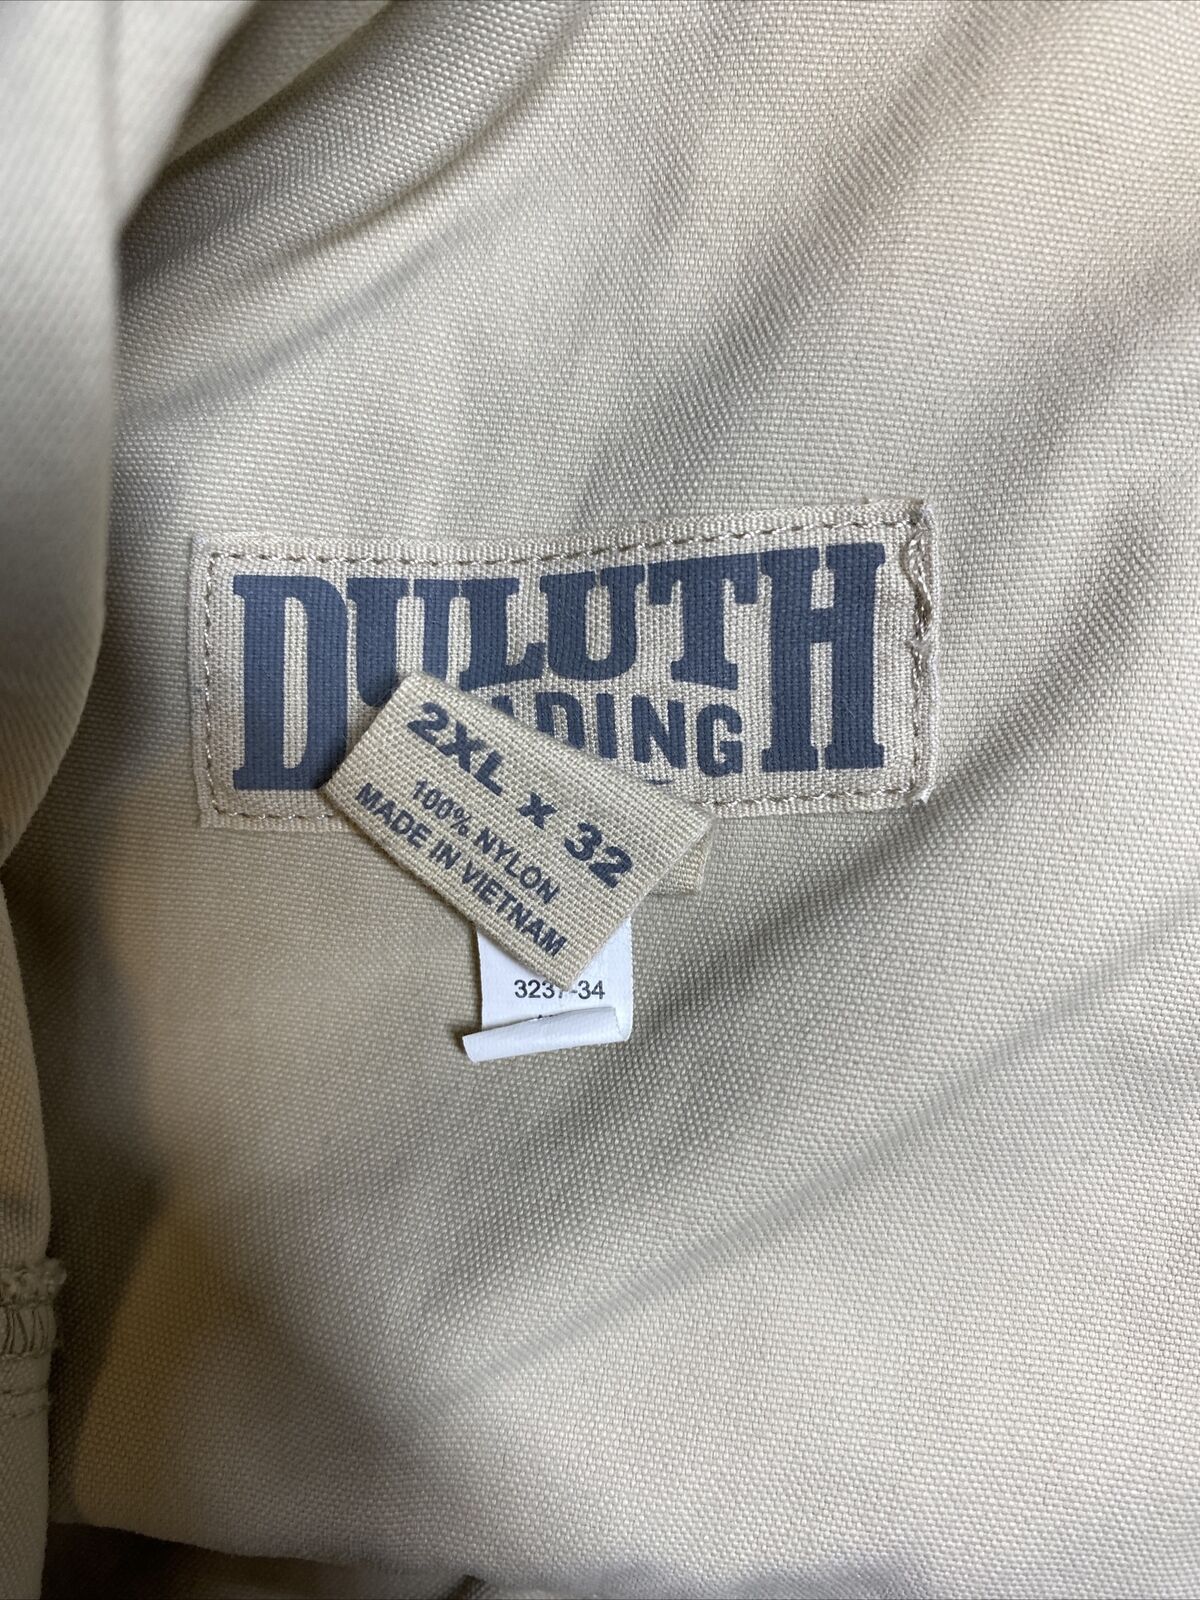 DULUTH
ADING
2XL x 32
100% NYLON
MADE IN VIETNAM
3237-34